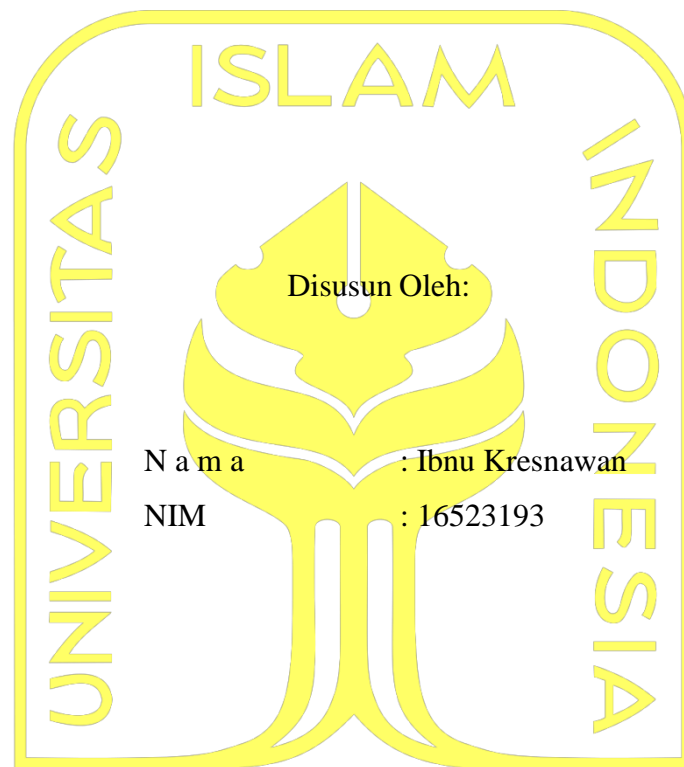 ISLAM
UNIVERSITAS
INDONESIA
Disusun Oleh:
N a m a : Ibnu Kresnawan
NIM : 16523193